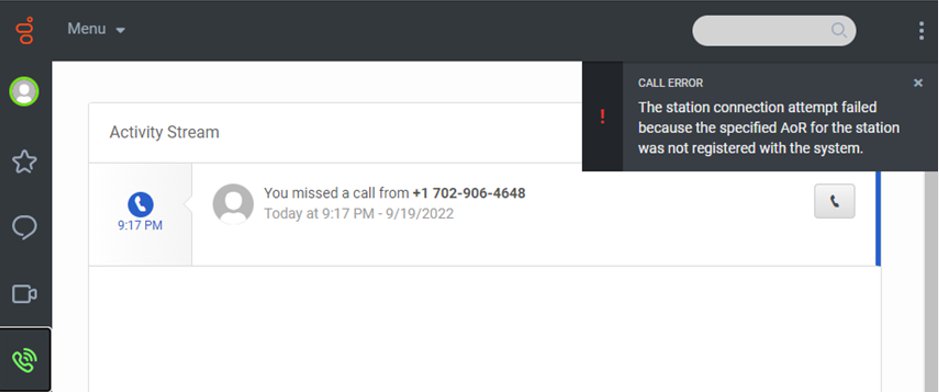 Menu
CALL ERROR
The station connection attempt failed
because the specified AoR for the station
was not registered with the system.
Activity Stream
9:17 PM
You missed a call from +1 702-906-4648
Today at 9:17 PM - 9/19/2022